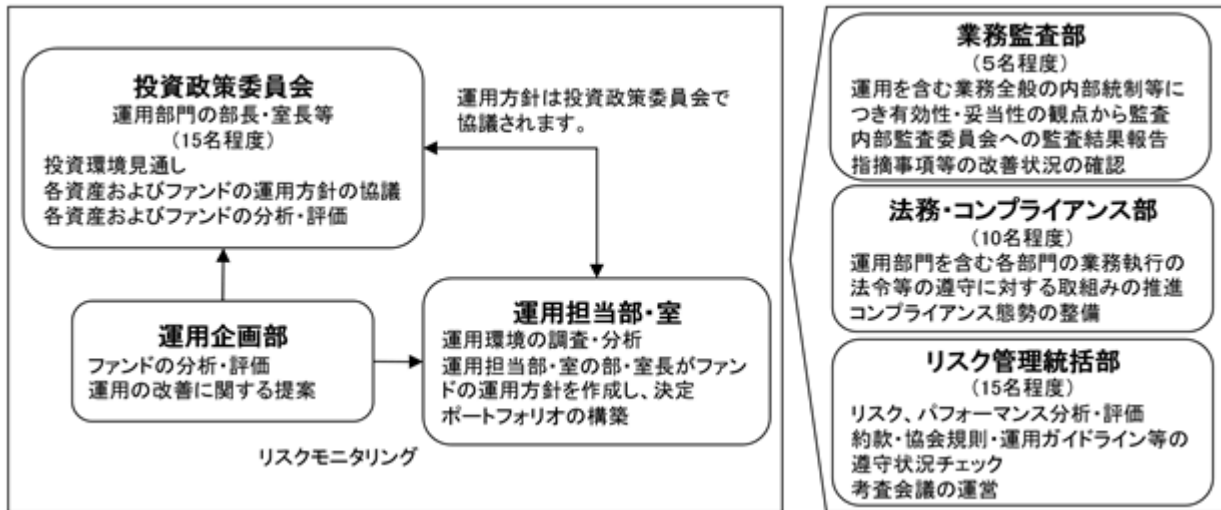 投資政策委員会
運用部門の部長・室長等
（15名程度）
投資環境見通し
各資産およびファンドの運用方針の協議
各資産およびファンドの分析・評価
運用方針は投資政策委員会で
協議されます。
運用企画部
ファンドの分析・評価
運用の改善に関する提案
運用担当部・室
運用環境の調査・分析
運用担当部・室の部・室長がファン
ドの運用方針を作成し、決定
ポートフォリオの構築
リスクモニタリング
業務監査部
（5名程度）
運用を含む業務全般の内部統制等に
つき有効性・妥当性の観点から監査
内部監査委員会への監査結果報告
指摘事項等の改善状況の確認
法務・コンプライアンス部
（10名程度）
運用部門を含む各部門の業務執行の
法令等の遵守に対する取組みの推進
コンプライアンス態勢の整備
リスク管理統括部
（15名程度）
リスク、パフォーマンス分析・評価
約款・協会規則・運用ガイドライン等の
遵守状況チェック
考査会議の運営